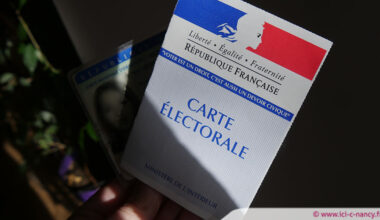 Liberté • Égalité • Fraternité
RÉPUBLIQUE FRANÇAISE
"VOTER EST UN DROIT, C'EST AUSSI UN DEVOIR CIVIQUE"
CARTE
ÉLECTORALE
MINISTÈRE DE L'INTÉRIEUR
© www.ici-c-nancy.fr